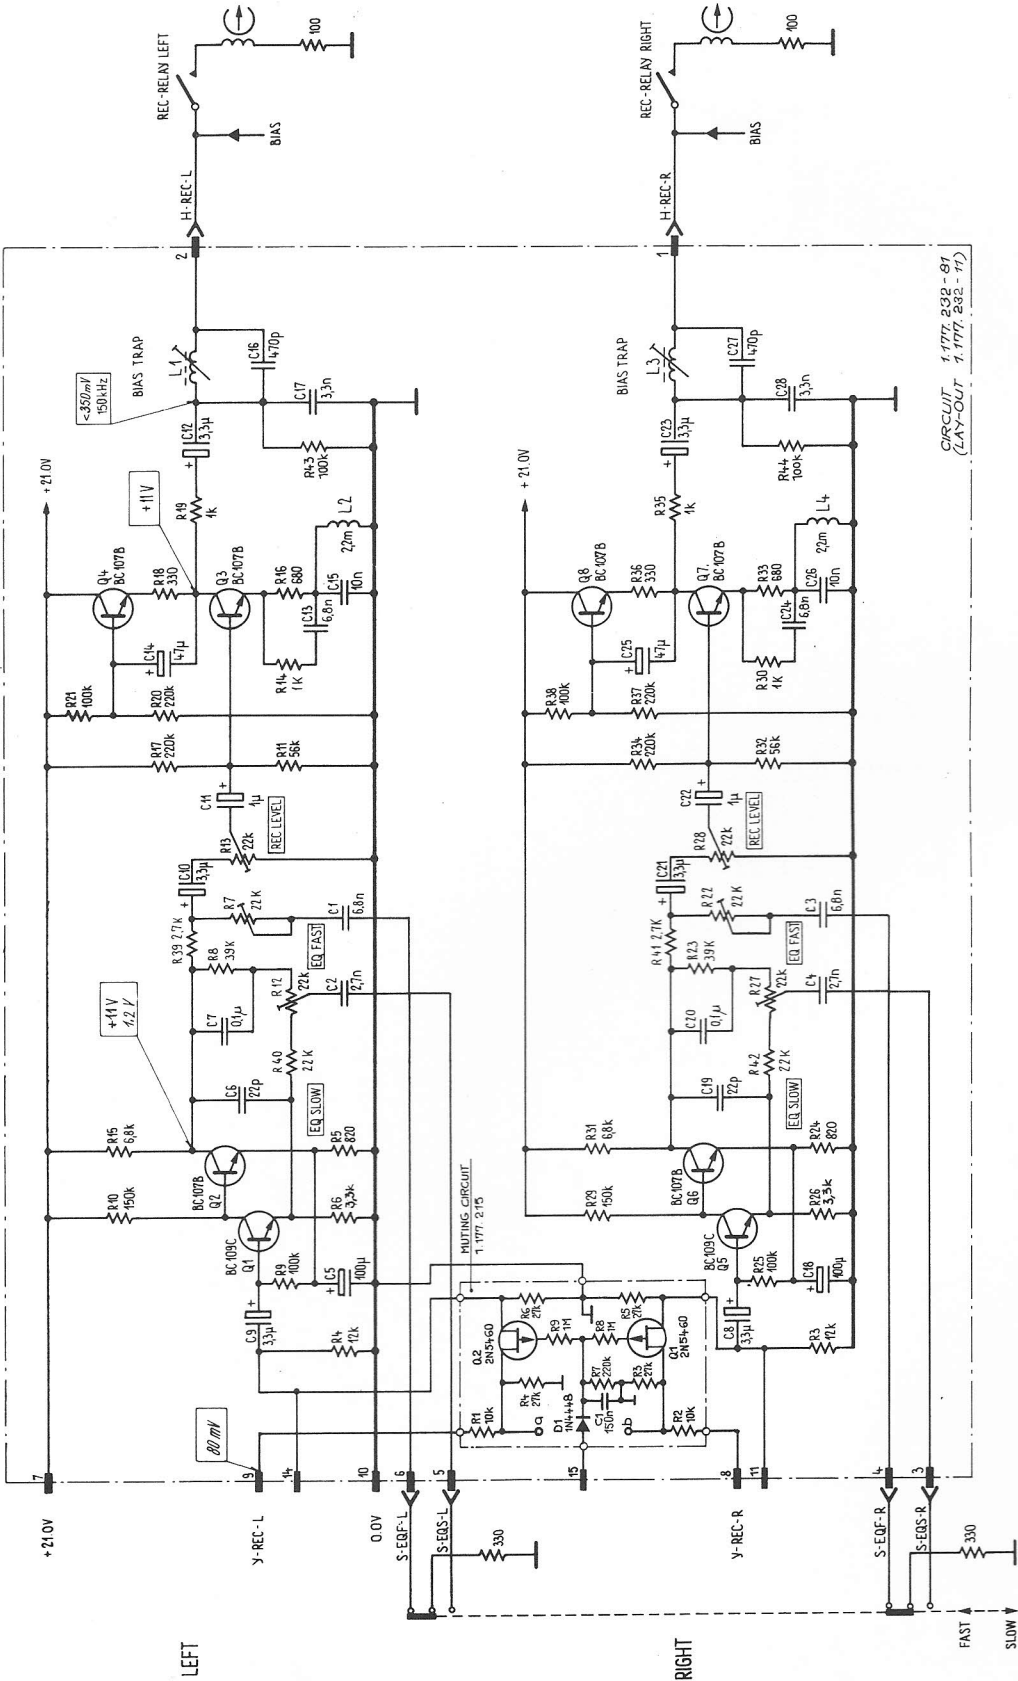 LEFT
+21.0V
7
Y-REC-L
9
80 mV
14
0.0V
10
S-EQF-L
6
S-EQS-L
5
330
C9
3,3µ
R4
12k
R9
100k
C5
100µ
BC109C
Q1
R10
150k
R6
3,3k
BC107B
Q2
R15
6,8k
R5
820
+11V
1,2 V
EQ SLOW
C6
22p
R40
22K
C7
0,1µ
R12
22k
C2
2,7n
R8
39K
R39 2,7K
EQ FAST
R7
22K
C1
6,8n
C10
3,3µ
R13
22k
REC LEVEL
C11
1µ
R17
220k
R11
56k
R21
100k
R20
220k
C14
47µ
Q4
BC107B
R18
330
+11V
Q3
BC107B
R14
1K
R16
680
C13
6,8n
C15
10n
L2
2,2m
+21.0V
R19
1k
C12
3,3µ
R43
100k
<350mV
150kHz
BIAS TRAP
L1
C16
470p
C17
3,3n
2
H-REC-L
BIAS
REC-RELAY LEFT
100
MUTING CIRCUIT
1.177.215
R1
10k
a
R4
27k
Q2
2N5460
R6
27k
R9
1M
D1
1N4448
C1
150n
R7
220k
R8
1M
R3
27k
R5
27k
b
R2
10k
Q1
2N5460
15
RIGHT
Y-REC-R
8
11
S-EQF-R
4
S-EQS-R
3
330
FAST
SLOW
C8
3,3µ
R3
12k
R25
100k
C18
100µ
BC109C
Q5
R29
150k
R26
3,3k
BC107B
Q6
R31
6,8k
R24
820
EQ SLOW
C19
22p
R42
22K
C20
0,1µ
R27
22k
C4
2,7n
R23
39K
R41 2,7K
EQ FAST
R22
22K
C3
6,8n
C21
3,3µ
R28
22k
REC LEVEL
C22
1µ
R34
220k
R32
56k
R38
100k
R37
220k
C25
47µ
Q8
BC107B
R36
330
Q7.
BC107B
R30
1K
R33
680
C24
6,8n
C26
10n
L4
2,2m
+21.0V
R35
1k
C23
3,3µ
R44
100k
BIAS TRAP
L3
C27
470p
C28
3,3n
1
H-REC-R
BIAS
REC-RELAY RIGHT
100
CIRCUIT 1.177.232-81
(LAY-OUT 1.177.232-11)